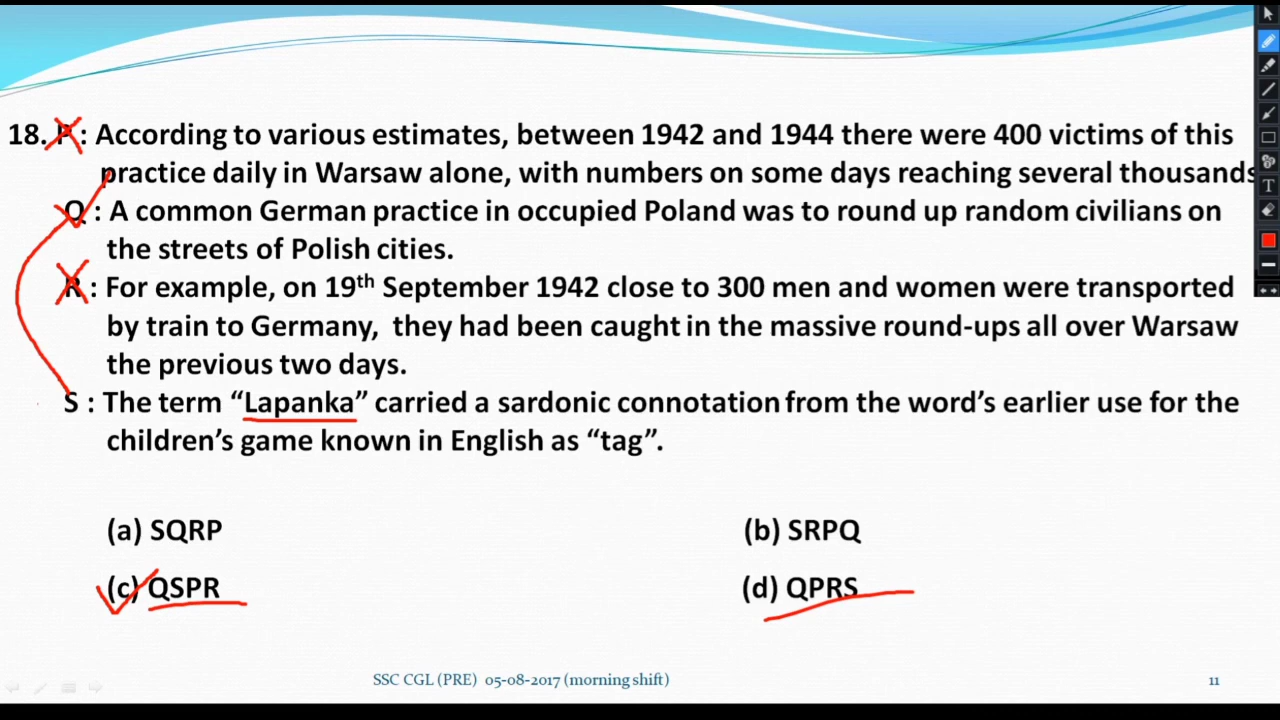 18. P : According to various estimates, between 1942 and 1944 there were 400 victims of this
practice daily in Warsaw alone, with numbers on some days reaching several thousands
Q : A common German practice in occupied Poland was to round up random civilians on
the streets of Polish cities.
R : For example, on 19th September 1942 close to 300 men and women were transported
by train to Germany, they had been caught in the massive round-ups all over Warsaw
the previous two days.
S : The term “Lapanka” carried a sardonic connotation from the word’s earlier use for the
children’s game known in English as “tag”.
(a) SQRP (b) SRPQ
(c) QSPR (d) QPRS
SSC CGL (PRE) 05-08-2017 (morning shift) 11